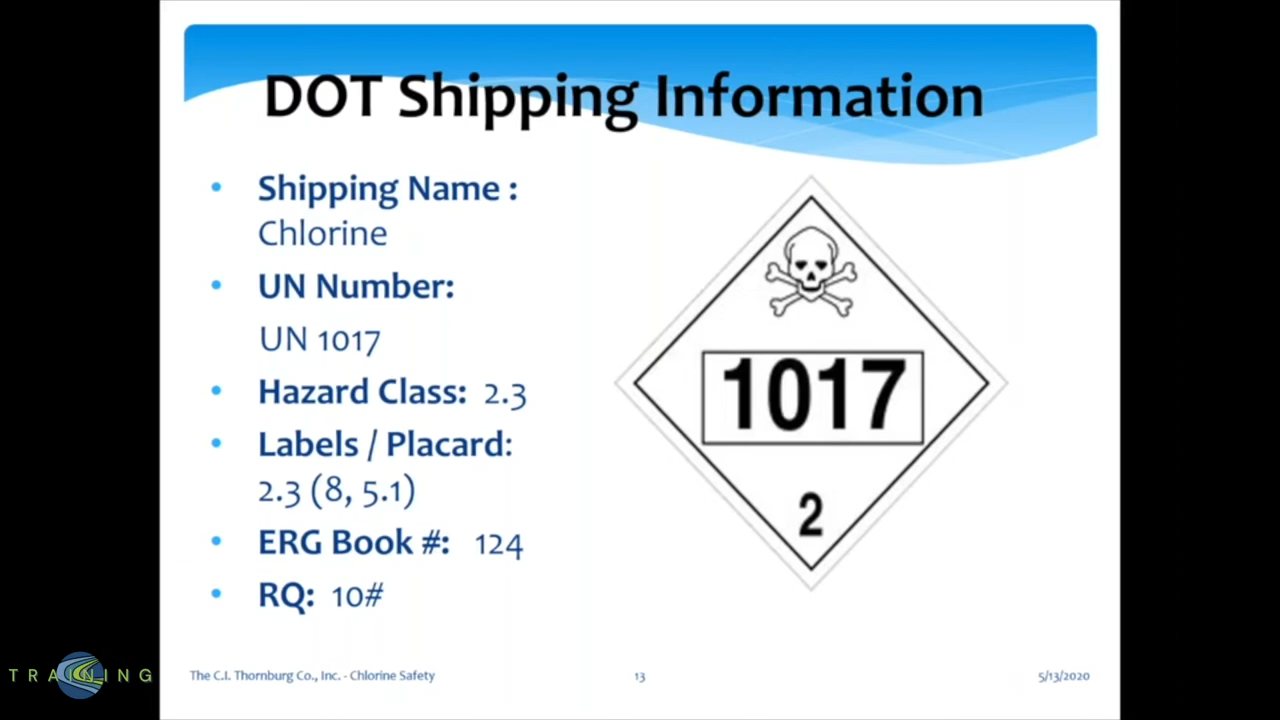 DOT Shipping Information
• Shipping Name :
Chlorine
• UN Number:
UN 1017
• Hazard Class: 2.3
• Labels / Placard:
2.3 (8, 5.1)
• ERG Book #: 124
• RQ: 10#
1017
2
TRAINING
The C.I. Thornburg Co., Inc. - Chlorine Safety
13
5/13/2020